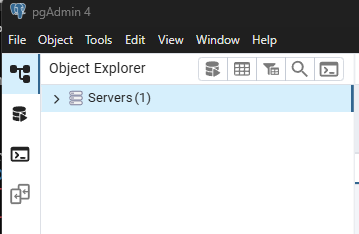 pgAdmin 4
File Object Tools Edit View Window Help
Object Explorer
Servers (1)